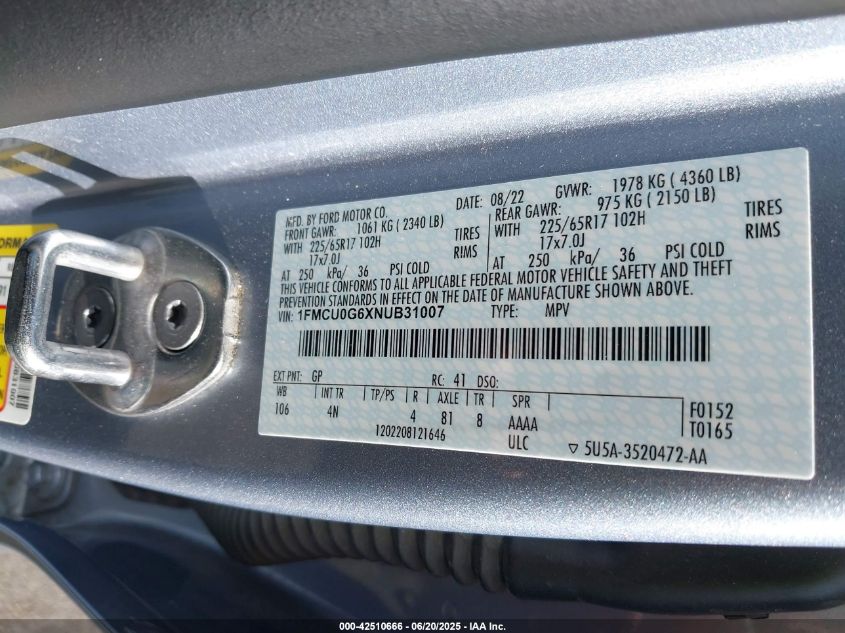 MFD. BY FORD MOTOR CO.
DATE: 08/22 GVWR: 1978 KG ( 4360 LB)
FRONT GAWR: 1061 KG ( 2340 LB)
REAR GAWR: 975 KG ( 2150 LB)
WITH 225/65R17 102H TIRES
WITH 225/65R17 102H TIRES
17x7.0J RIMS
17x7.0J RIMS
AT 250 kPa/ 36 PSI COLD
AT 250 kPa/ 36 PSI COLD
THIS VEHICLE CONFORMS TO ALL APPLICABLE FEDERAL MOTOR VEHICLE SAFETY AND THEFT
PREVENTION STANDARDS IN EFFECT ON THE DATE OF MANUFACTURE SHOWN ABOVE.
VIN: 1FMCU0G6XNUB31007 TYPE: MPV
EXT PNT: GP RC: 41 DSO:
WB INT TR TP/PS R AXLE TR SPR
106 4N 4 81 8 AAAA
F0152
1202208121646 ULC
T0165
5U5A-3520472-AA
000-42510666 - 06/20/2025 - IAA Inc.